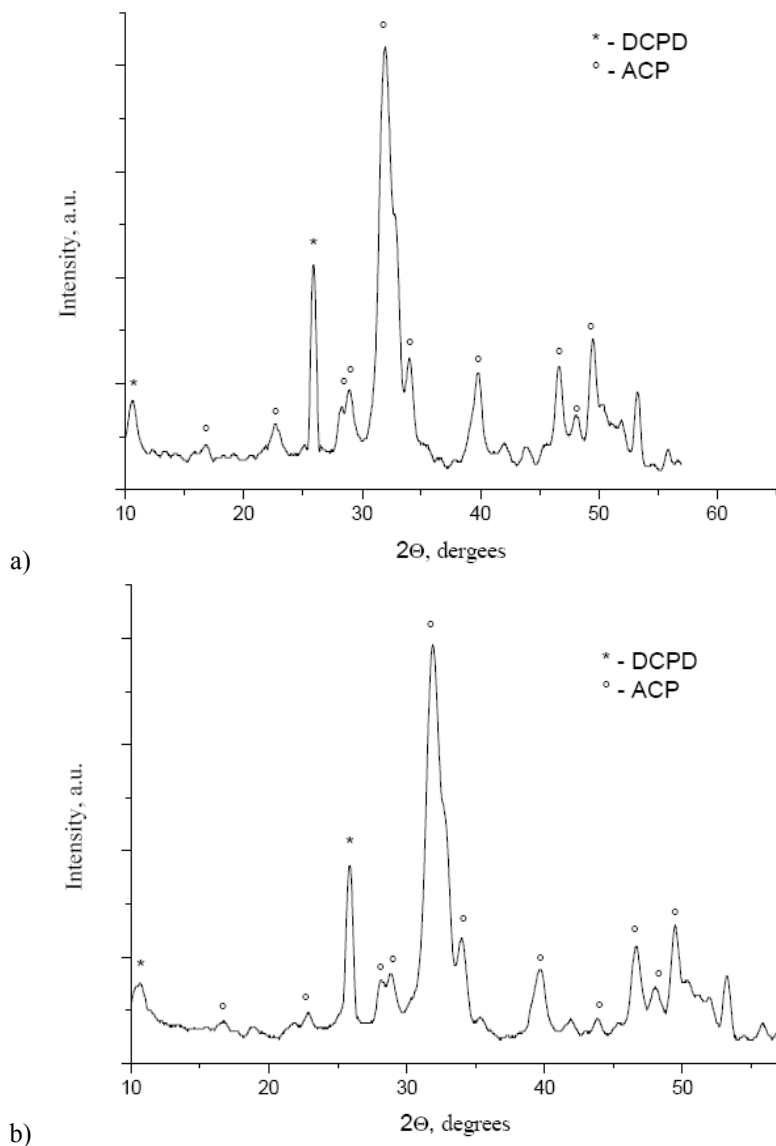 * - DCPD
° - ACP
Intensity, a.u.
10 20 30 40 50 60
2Θ, dergees
a)
* - DCPD
° - ACP
Intensity, a.u.
10 20 30 40 50
2Θ, degrees
b)